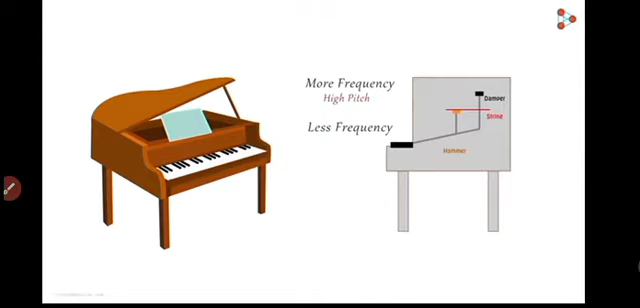 More Frequency
High Pitch
Less Frequency
Damper
String
Hammer